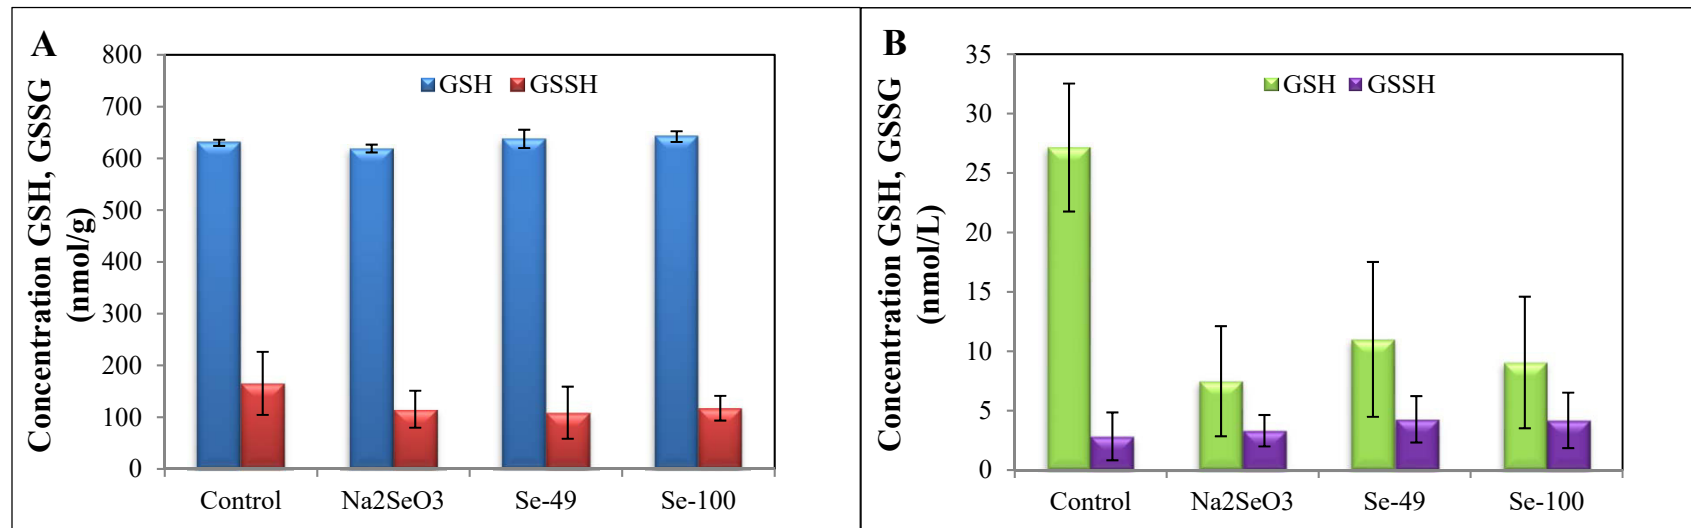 A
Concentration GSH, GSSG
(nmol/g)
800
700
600
500
400
300
200
100
0
GSH
GSSH
Control
Na2SeO3
Se-49
Se-100
B
Concentration GSH, GSSG
(nmol/L)
35
30
25
20
15
10
5
0
GSH
GSSH
Control
Na2SeO3
Se-49
Se-100